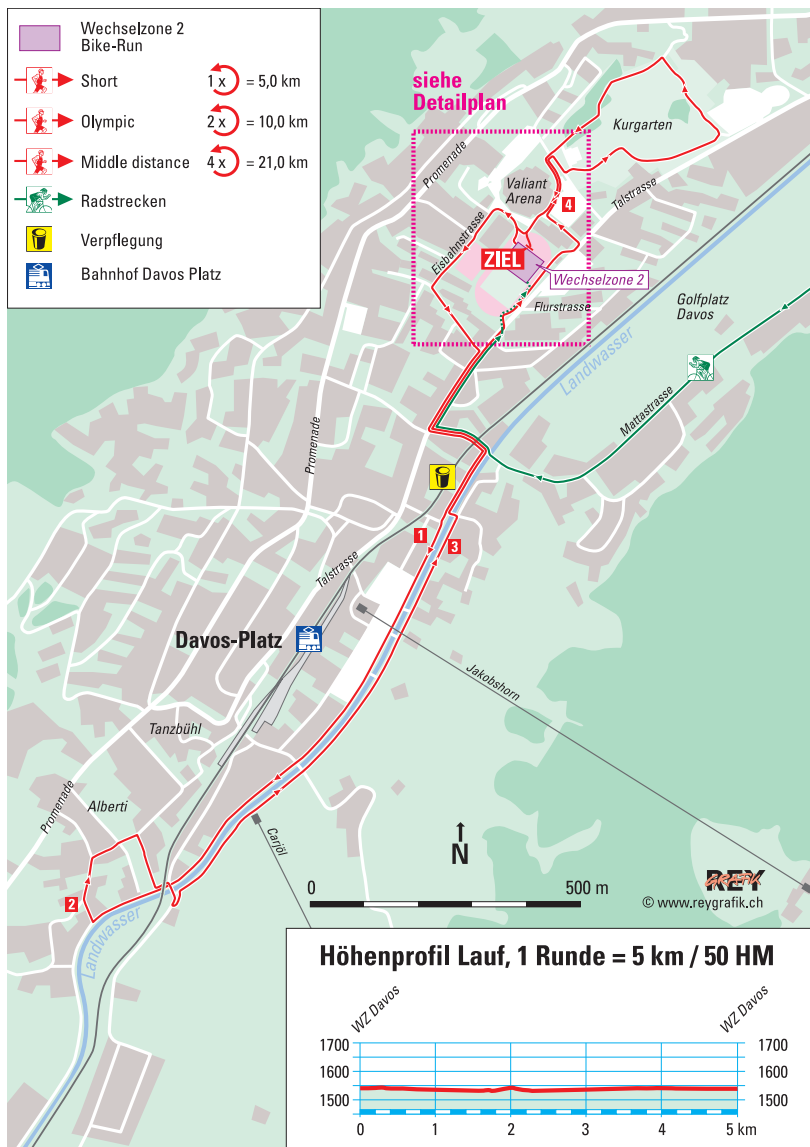 Wechselzone 2
Bike-Run
Short 1 x = 5,0 km
Olympic 2 x = 10,0 km
Middle distance 4 x = 21,0 km
Radstrecken
Verpflegung
Bahnhof Davos Platz
siehe
Detailplan
Kurgarten
Promenade
Valiant
Arena
Talstrasse
4
Eisbahnstrasse
ZIEL
Wechselzone 2
Flurstrasse
Golfplatz
Davos
Landwasser
Mattastrasse
Promenade
1
3
Talstrasse
Davos-Platz
Jakobshorn
Tanzbühl
Promenade
Alberti
Carjöl
N
2
Landwasser
0 500 m
REY
GRAFIK
© www.reygrafik.ch
Höhenprofil Lauf, 1 Runde = 5 km / 50 HM
WZ Davos WZ Davos
1700 1700
1600 1600
1500 1500
0 1 2 3 4 5 km